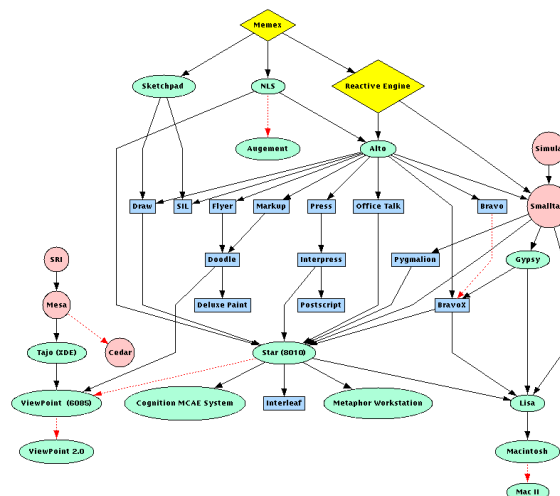 Memex
Sketchpad
NLS
Reactive Engine
Augement
Alto
Simula
Draw
SIL
Flyer
Markup
Press
Office Talk
Bravo
Smallta
SRI
Doodle
Interpress
Pygmalion
Gypsy
Mesa
Deluxe Paint
Postscript
BravoX
Tajo (XDE)
Cedar
Star (8010)
ViewPoint (6085)
Cognition MCAE System
Interleaf
Metaphor Workstation
Lisa
ViewPoint 2.0
Macintosh
Mac II